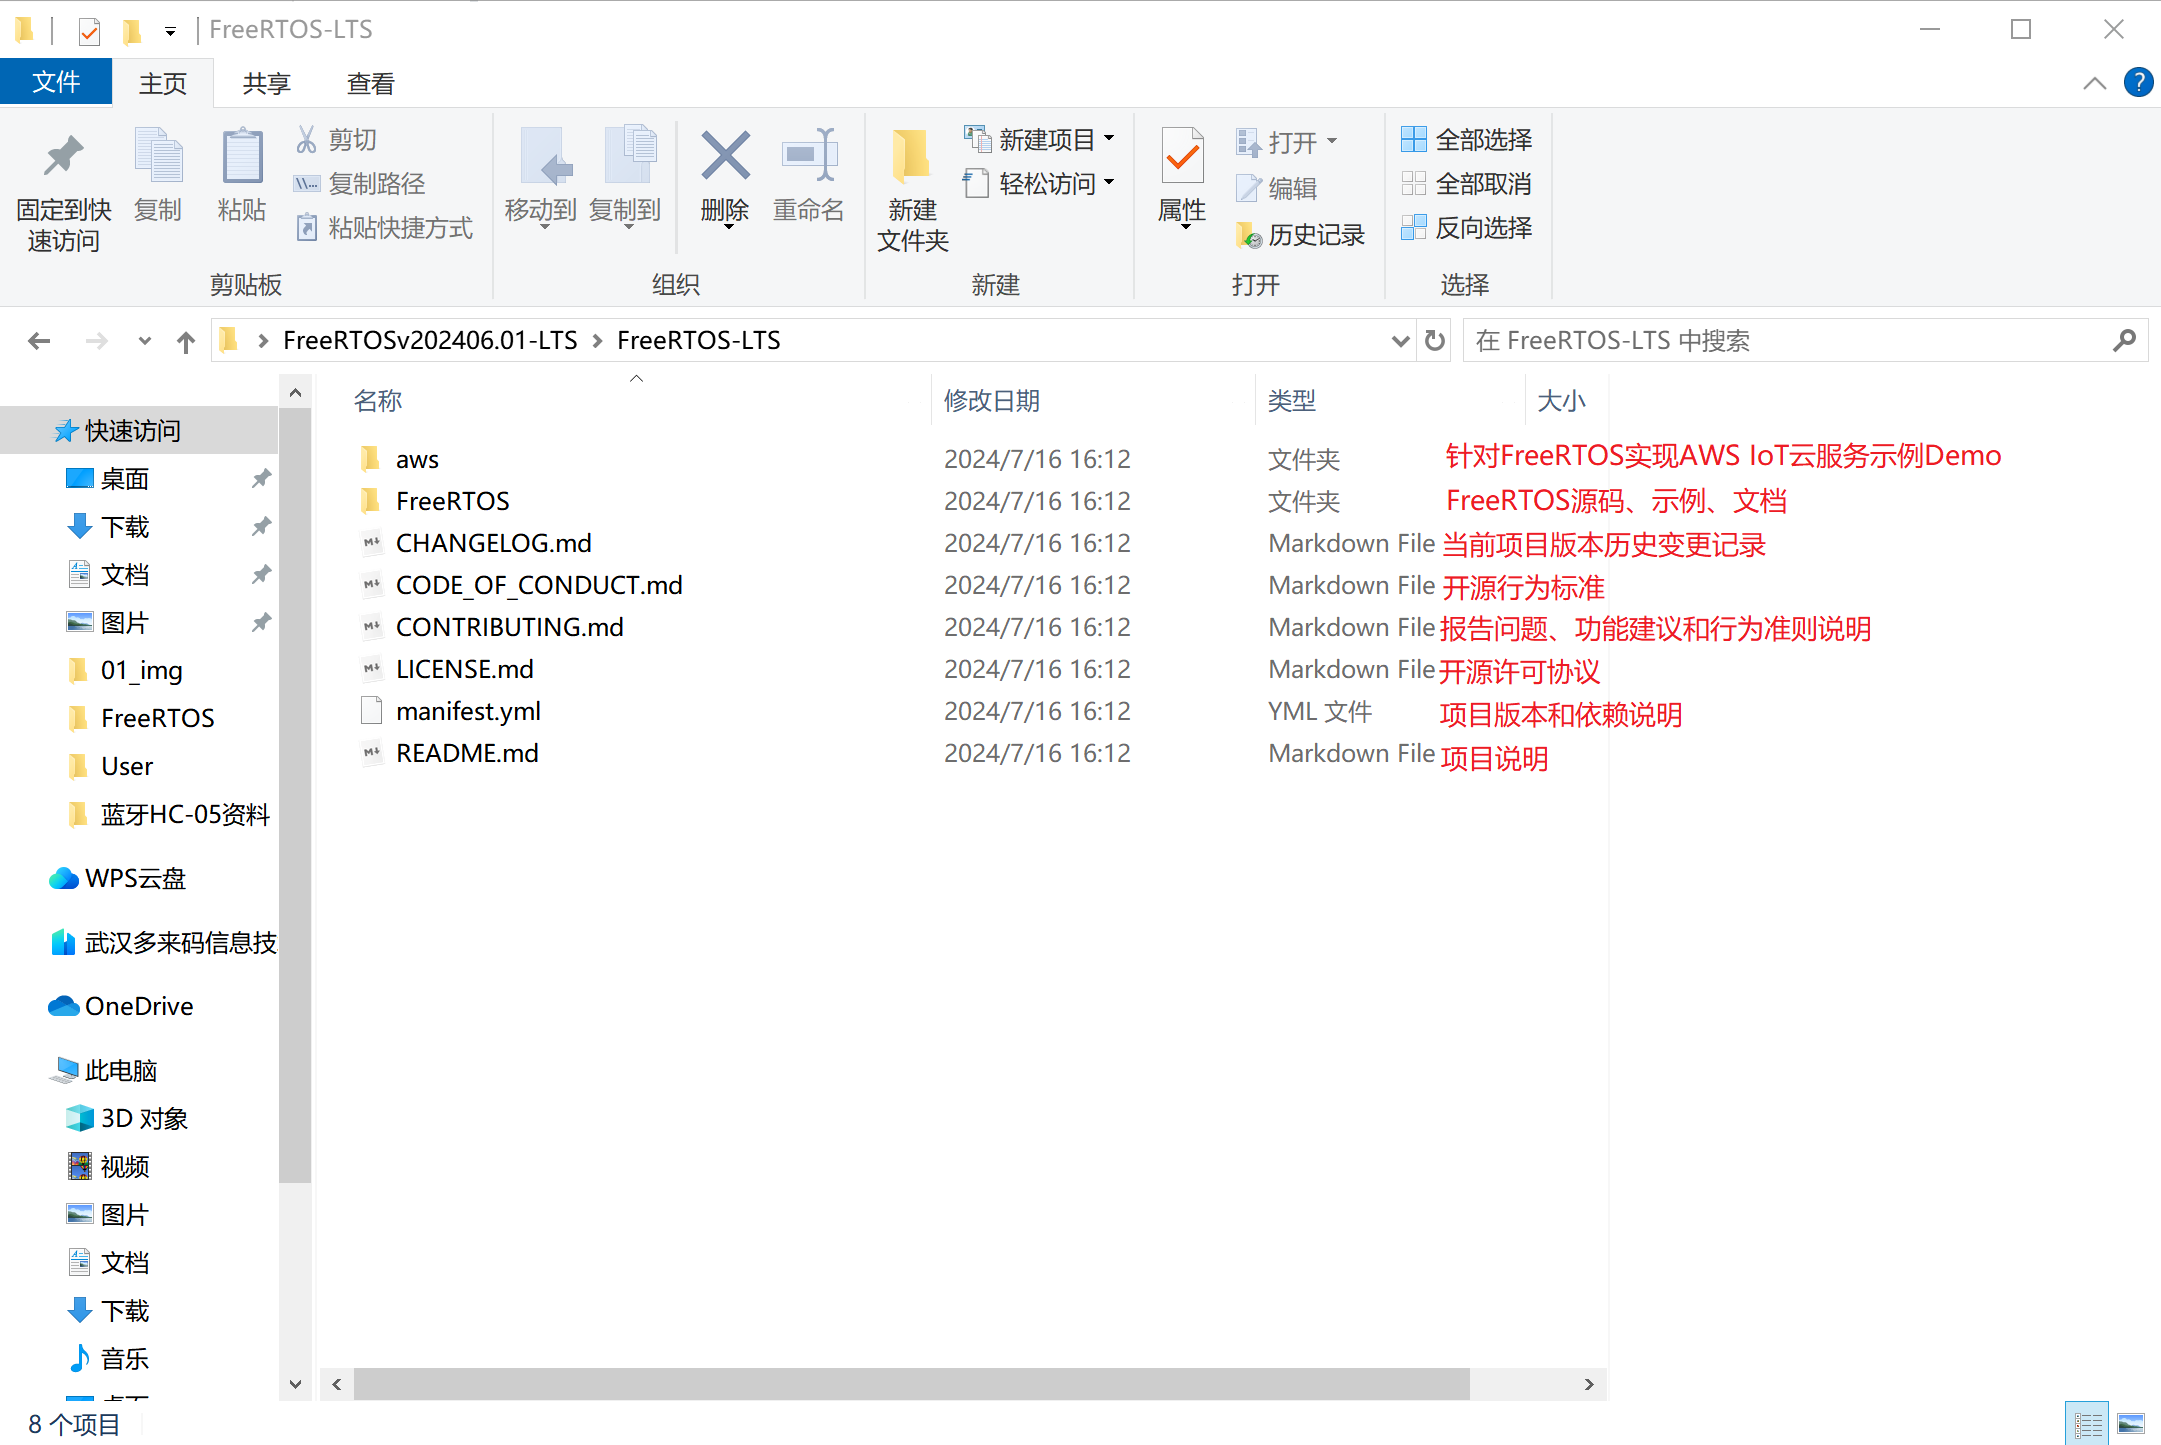 FreeRTOS-LTS
文件 主页 共享 查看
固定到快速访问
复制
粘贴
剪切
复制路径
粘贴快捷方式
剪贴板
移动到
复制到
删除
重命名
组织
新建文件夹
新建项目
轻松访问
新建
属性
打开
编辑
历史记录
打开
全部选择
全部取消
反向选择
选择
FreeRTOSv202406.01-LTS > FreeRTOS-LTS
在 FreeRTOS-LTS 中搜索
快速访问
桌面
下载
文档
图片
01_img
FreeRTOS
User
蓝牙HC-05资料
WPS云盘
武汉多来码信息技
OneDrive
此电脑
3D 对象
视频
图片
文档
下载
音乐
名称 修改日期 类型 大小
aws 2024/7/16 16:12 文件夹 针对FreeRTOS实现AWS IoT云服务示例Demo
FreeRTOS 2024/7/16 16:12 文件夹 FreeRTOS源码、示例、文档
CHANGELOG.md 2024/7/16 16:12 Markdown File 当前项目版本历史变更记录
CODE_OF_CONDUCT.md 2024/7/16 16:12 Markdown File 开源行为标准
CONTRIBUTING.md 2024/7/16 16:12 Markdown File 报告问题、功能建议和行为准则说明
LICENSE.md 2024/7/16 16:12 Markdown File 开源许可协议
manifest.yml 2024/7/16 16:12 YML 文件 项目版本和依赖说明
README.md 2024/7/16 16:12 Markdown File 项目说明
8 个项目